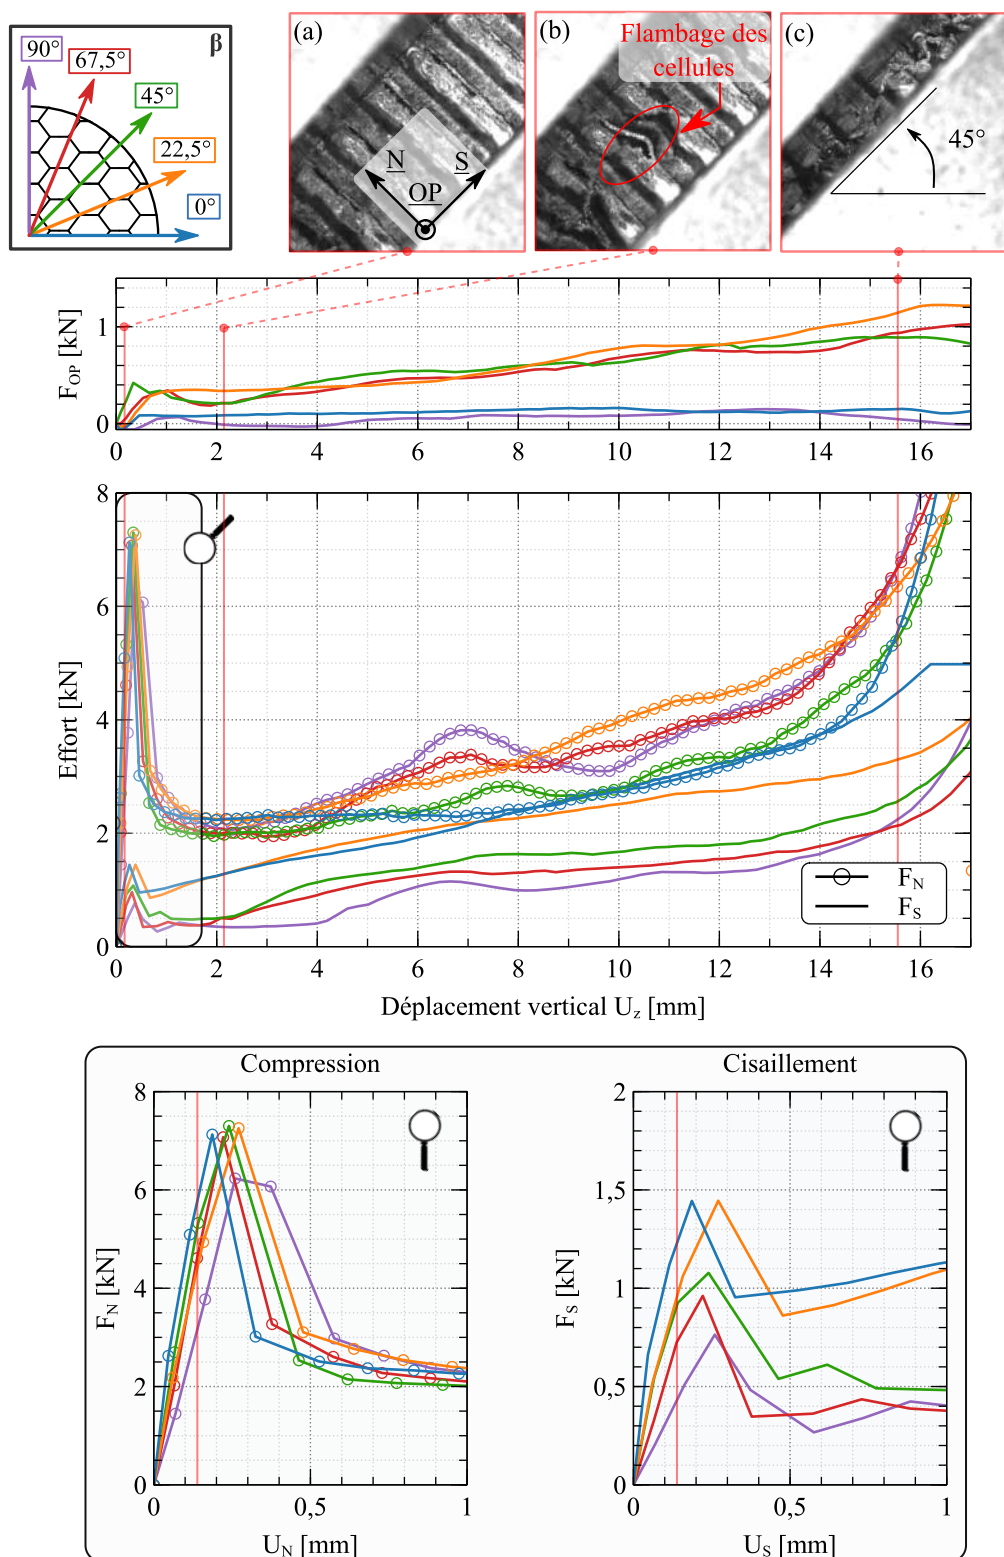 β
90°
67,5°
45°
22,5°
0°
(a)
N
S
OP
(b)
Flambage des
cellules
(c)
45°
F_OP [kN]
1
0
0
2
4
6
8
10
12
14
16
Effort [kN]
8
6
4
2
0
F_N
F_S
0
2
4
6
8
10
12
14
16
Déplacement vertical U_z [mm]
Compression
F_N [kN]
8
6
4
2
0
0
0,5
1
U_N [mm]
Cisaillement
F_S [kN]
2
1,5
1
0,5
0
0
0,5
1
U_S [mm]